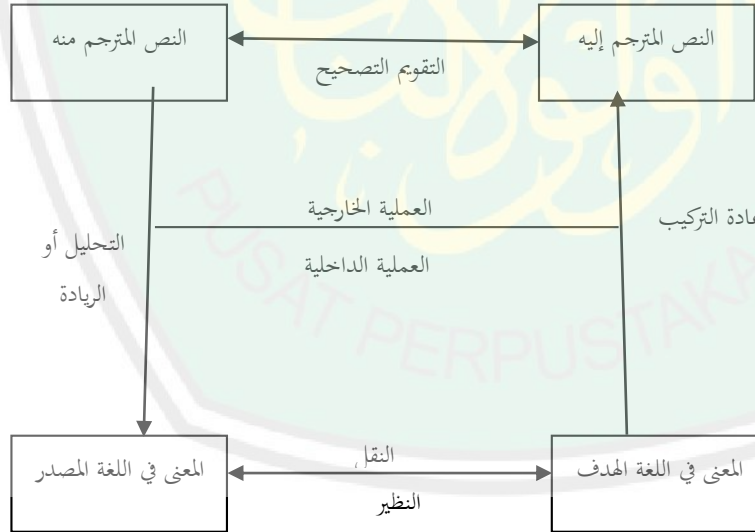 النص المترجم إليه
النص المترجم منه
التقويم التصحيح
العملية الخارجية
التركيب
التحليل أو
العملية الداخلية
الريادة
PUSAT
النقل
المعنى في اللغة الهدف
المعنى في اللغة المصدر
النظير